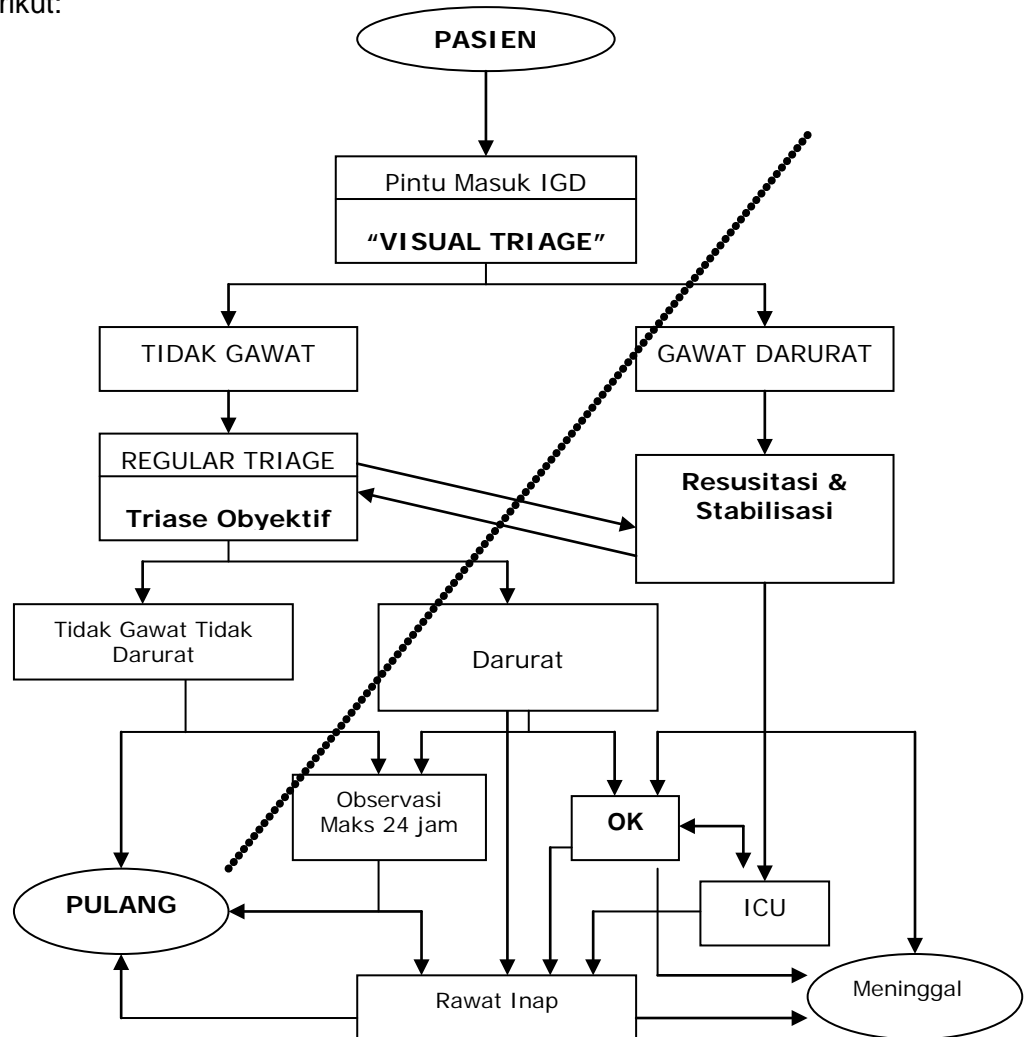 rikut:
PASIEN
Pintu Masuk IGD
“VISUAL TRIAGE”
TIDAK GAWAT
GAWAT DARURAT
REGULAR TRIAGE
Triase Obyektif
Resusitasi &
Stabilisasi
Tidak Gawat Tidak
Darurat
Darurat
Observasi
Maks 24 jam
OK
PULANG
ICU
Rawat Inap
Meninggal